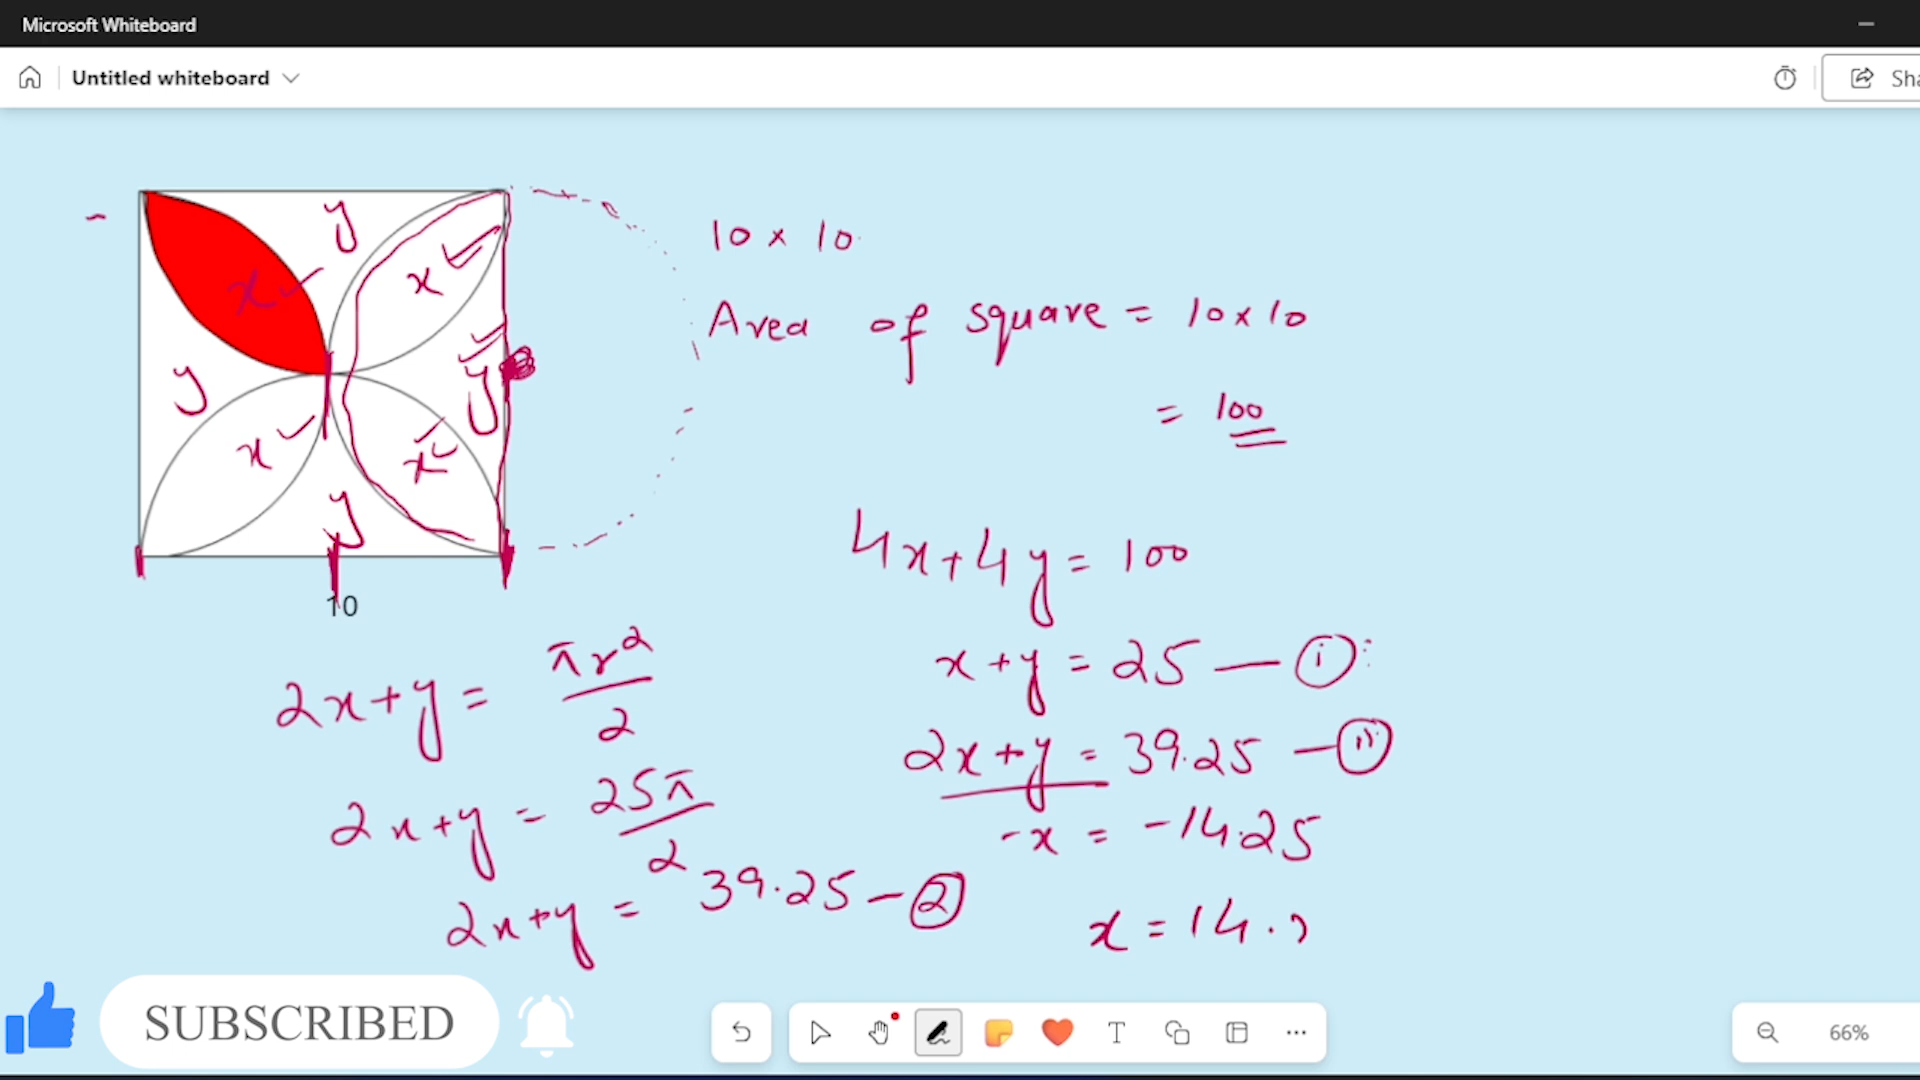 Microsoft Whiteboard
Untitled whiteboard
Sha
10 × 10
y
x
x
Area of square = 10×10
= 100
y
y
x
x
y
4x+4y = 100
10
2x+y = πr²/2
x+y = 25 — (i)
2x+y = 39.25 — (ii)
2x+y = 25π/2
-x = -14.25
2x+y = 39.25 — (2)
x = 14.
SUBSCRIBED
T
66%